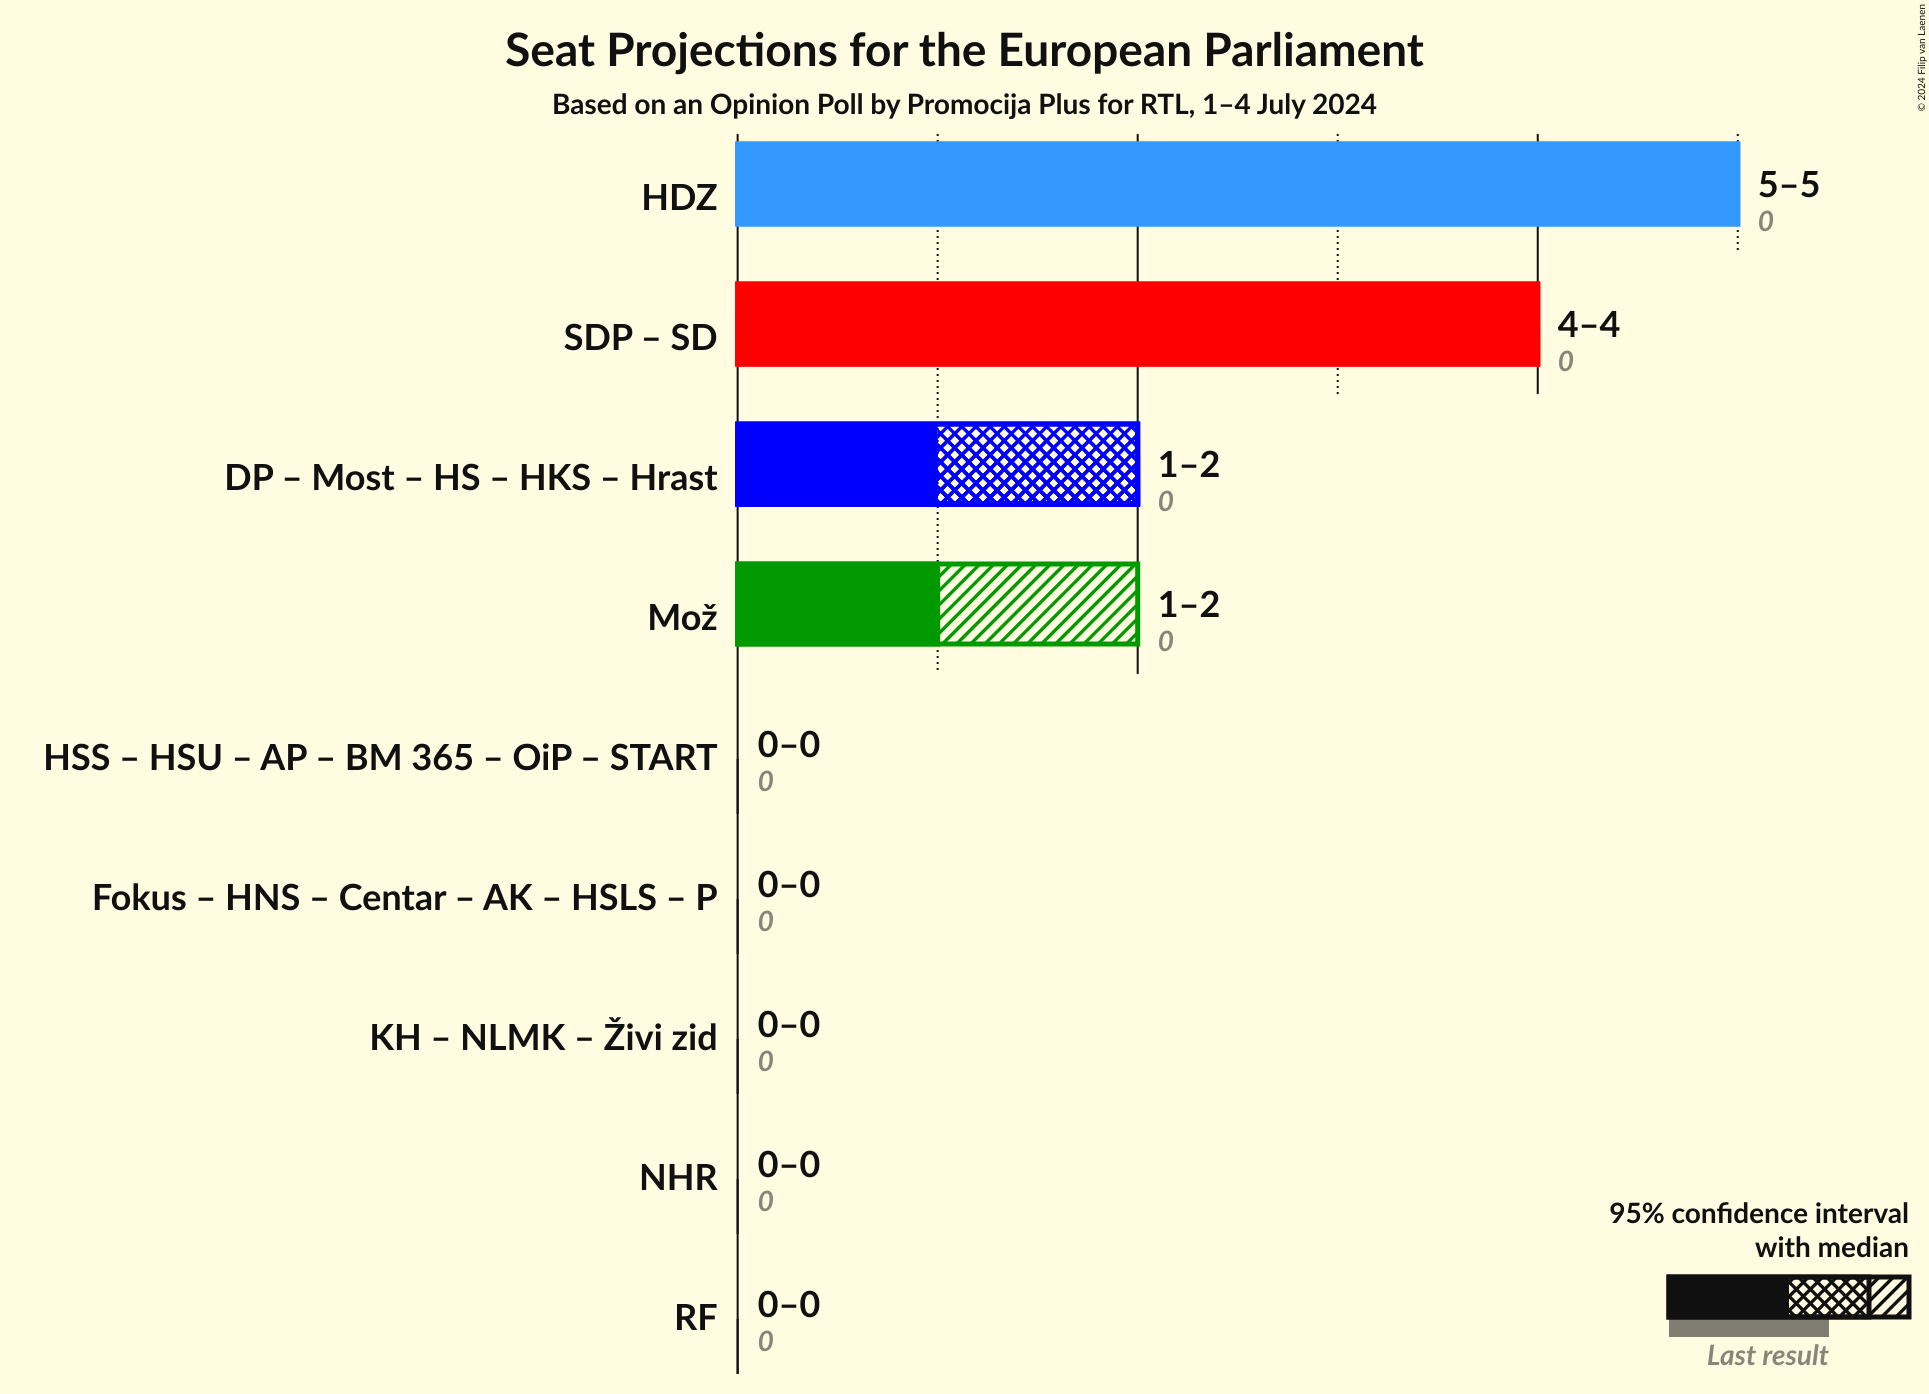 Seat Projections for the European Parliament
Based on an Opinion Poll by Promocija Plus for RTL, 1–4 July 2024
© 2024 Filip van Laenen
HDZ
5–5
0
SDP – SD
4–4
0
DP – Most – HS – HKS – Hrast
1–2
0
Mož
1–2
0
HSS – HSU – AP – BM 365 – OiP – START
0–0
0
Fokus – HNS – Centar – AK – HSLS – P
0–0
0
KH – NLMK – Živi zid
0–0
0
NHR
0–0
0
RF
0–0
0
95% confidence interval
with median
Last result